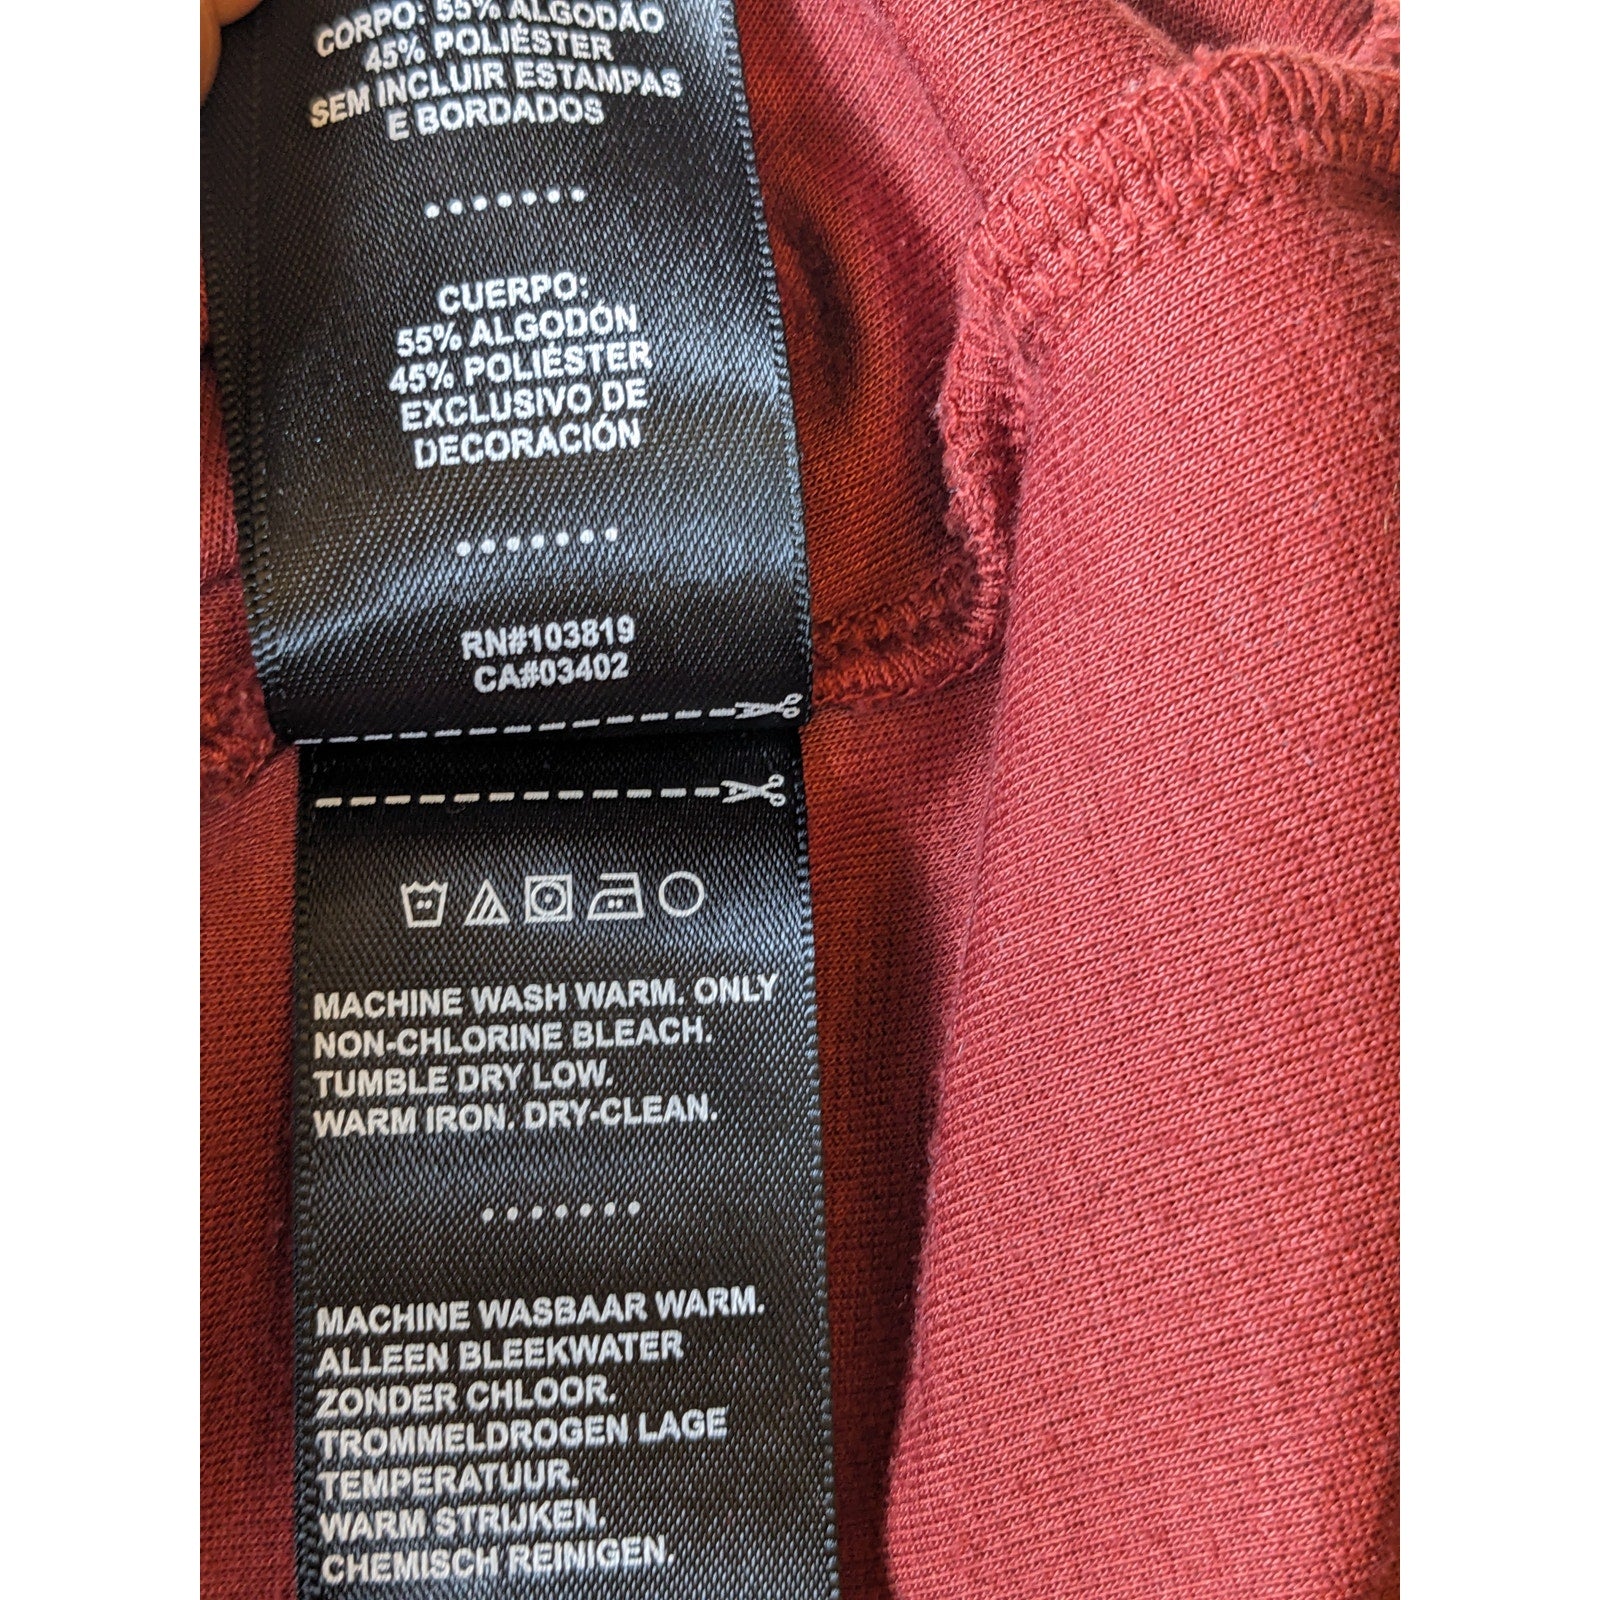 CORPO: 55% ALGODÃO
45% POLIÉSTER
SEM INCLUIR ESTAMPAS
E BORDADOS
CUERPO:
55% ALGODÓN
45% POLIÉSTER
EXCLUSIVO DE
DECORACIÓN
RN#103819
CA#03402
MACHINE WASH WARM. ONLY
NON-CHLORINE BLEACH.
TUMBLE DRY LOW.
WARM IRON. DRY-CLEAN.
MACHINE WASBAAR WARM.
ALLEEN BLEEKWATER
ZONDER CHLOOR.
TROMMELDROGEN LAGE
TEMPERATUUR.
WARM STRIJKEN.
CHEMISCH REINIGEN.